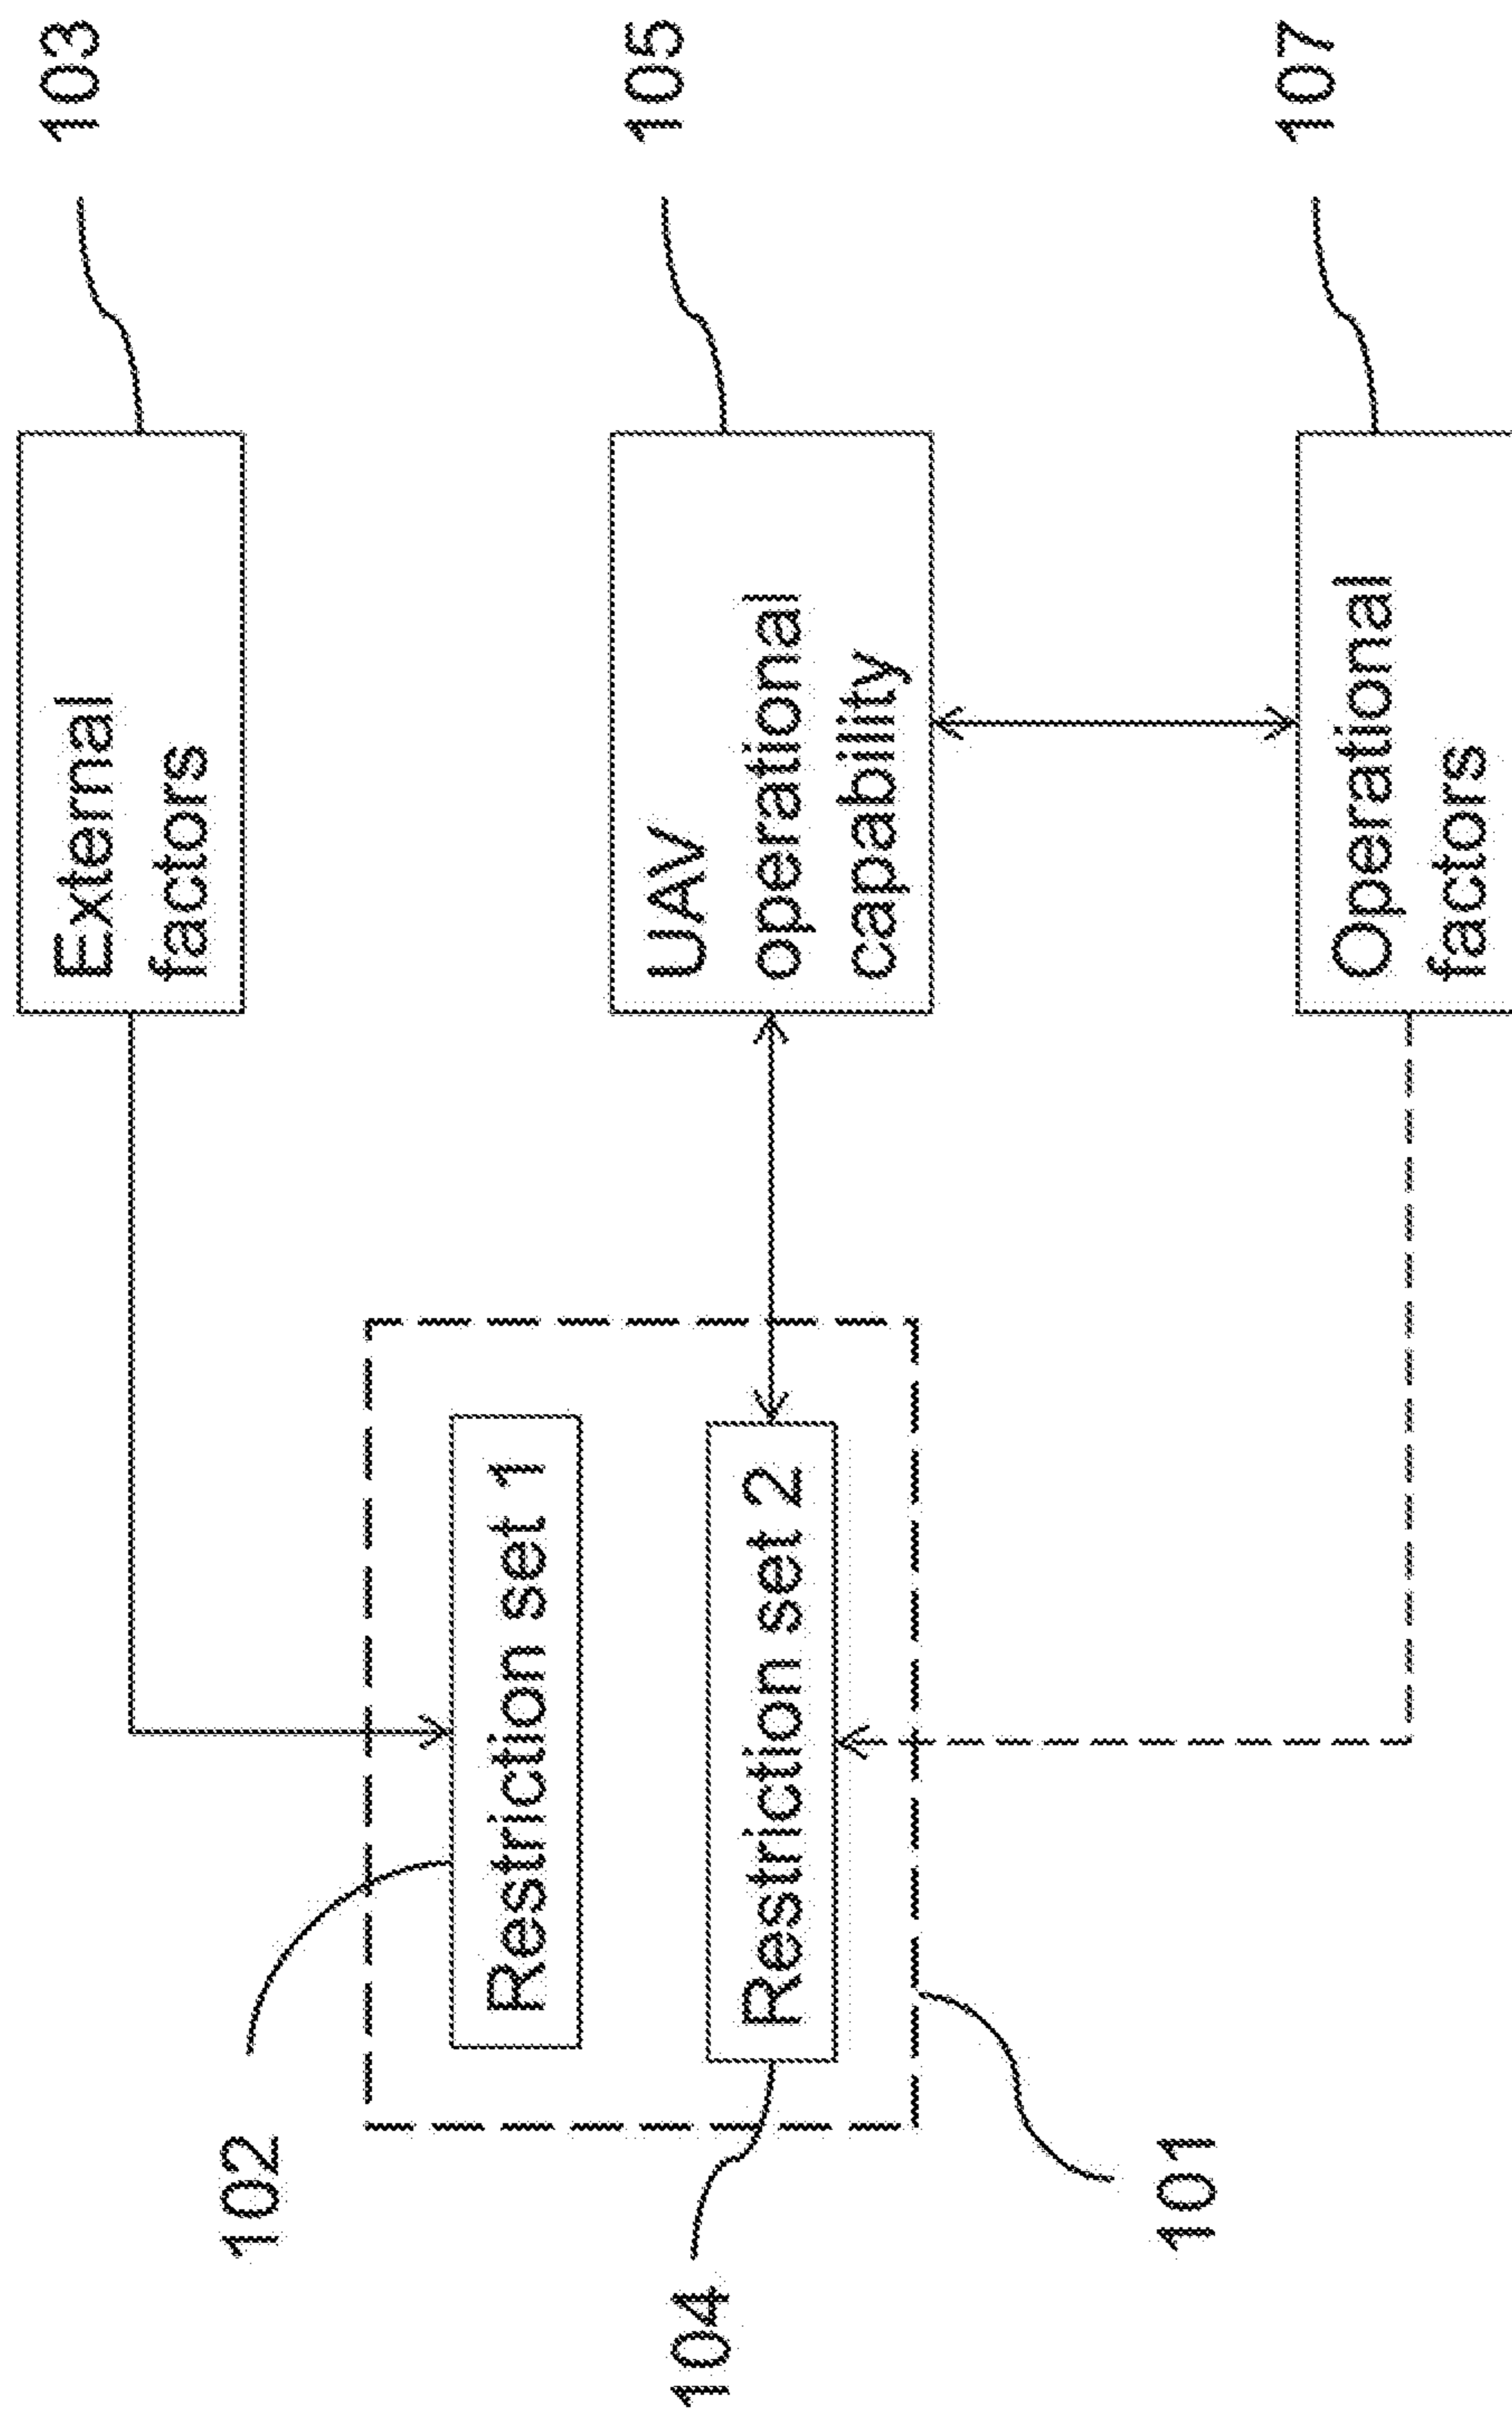 102
Restriction set 1
104
Restriction set 2
101
External
factors
103
UAV
operational
capability
105
Operational
factors
107